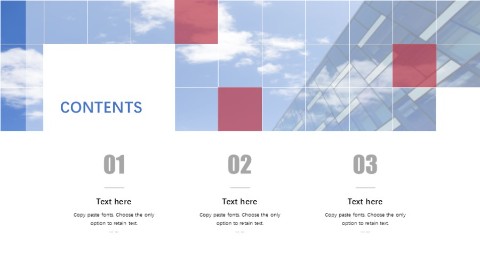 CONTENTS
01
02
03
Text here
Text here
Text here
Copy paste fonts. Choose the only
option to retain text.
Copy paste fonts. Choose the only
option to retain text.
Copy paste fonts. Choose the only
option to retain text.